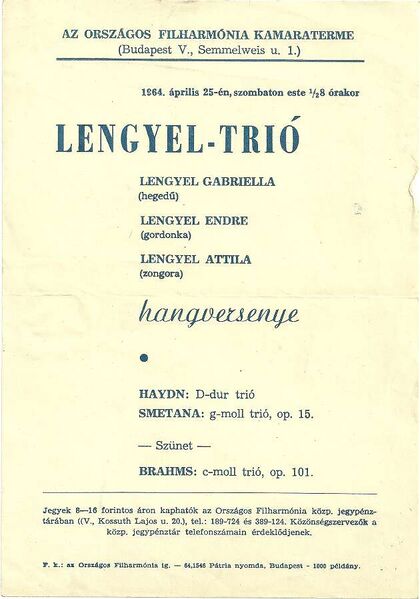 AZ ORSZÁGOS FILHARMÓNIA KAMARATERME
(Budapest V., Semmelweis u. 1.)
1964. április 25-én, szombaton este ½8 órakor
LENGYEL-TRIÓ
LENGYEL GABRIELLA
(hegedű)
LENGYEL ENDRE
(gordonka)
LENGYEL ATTILA
(zongora)
hangversenye
HAYDN: D-dur trió
SMETANA: g-moll trió, op. 15.
— Szünet —
BRAHMS: c-moll trió, op. 101.
Jegyek 8—16 forintos áron kaphatók az Országos Filharmónia közp. jegypénz-
tárában ((V., Kossuth Lajos u. 20.), tel.: 189-724 és 389-124. Közönségszervezők a
közp. jegypénztár telefonszámain érdeklődjenek.
F. k.: az Országos Filharmónia ig. — 64,1546 Pátria nyomda, Budapest - 1000 példány.